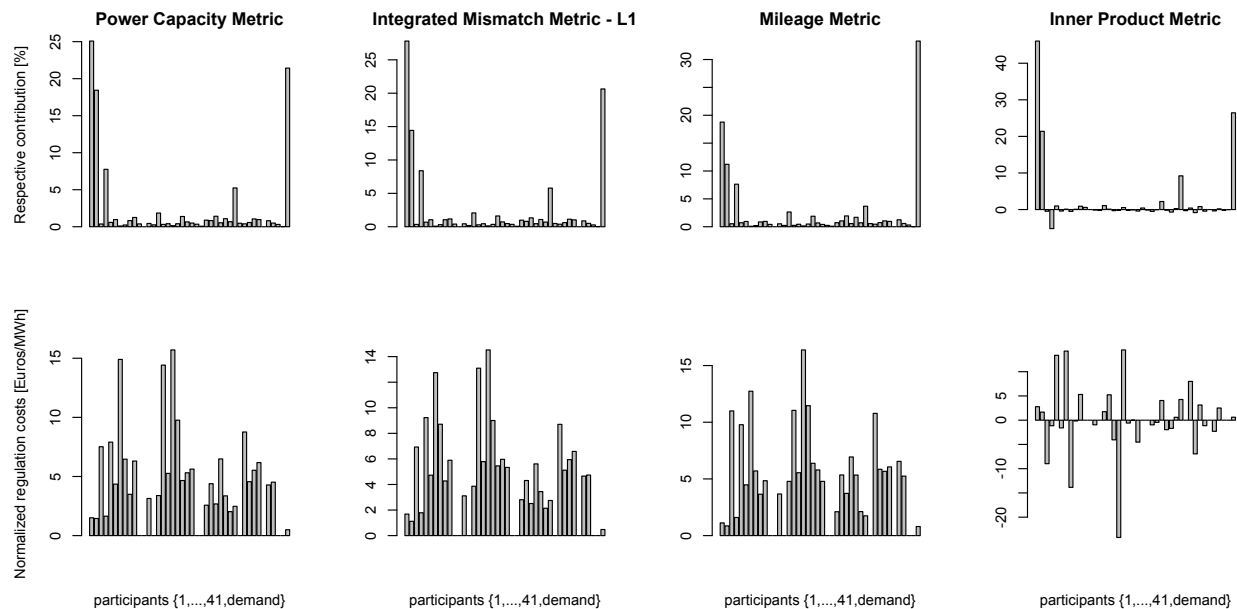 Power Capacity Metric
Integrated Mismatch Metric - L1
Mileage Metric
Inner Product Metric
Respective contribution [%]
0 5 10 15 20 25
0 5 10 15 20 25
0 5 10 20 30
0 10 20 30 40
Normalized regulation costs [Euros/MWh]
0 5 10 15
0 2 4 6 8 10 14
0 5 10 15
-20 -10 0 5
participants {1,...,41,demand}
participants {1,...,41,demand}
participants {1,...,41,demand}
participants {1,...,41,demand}